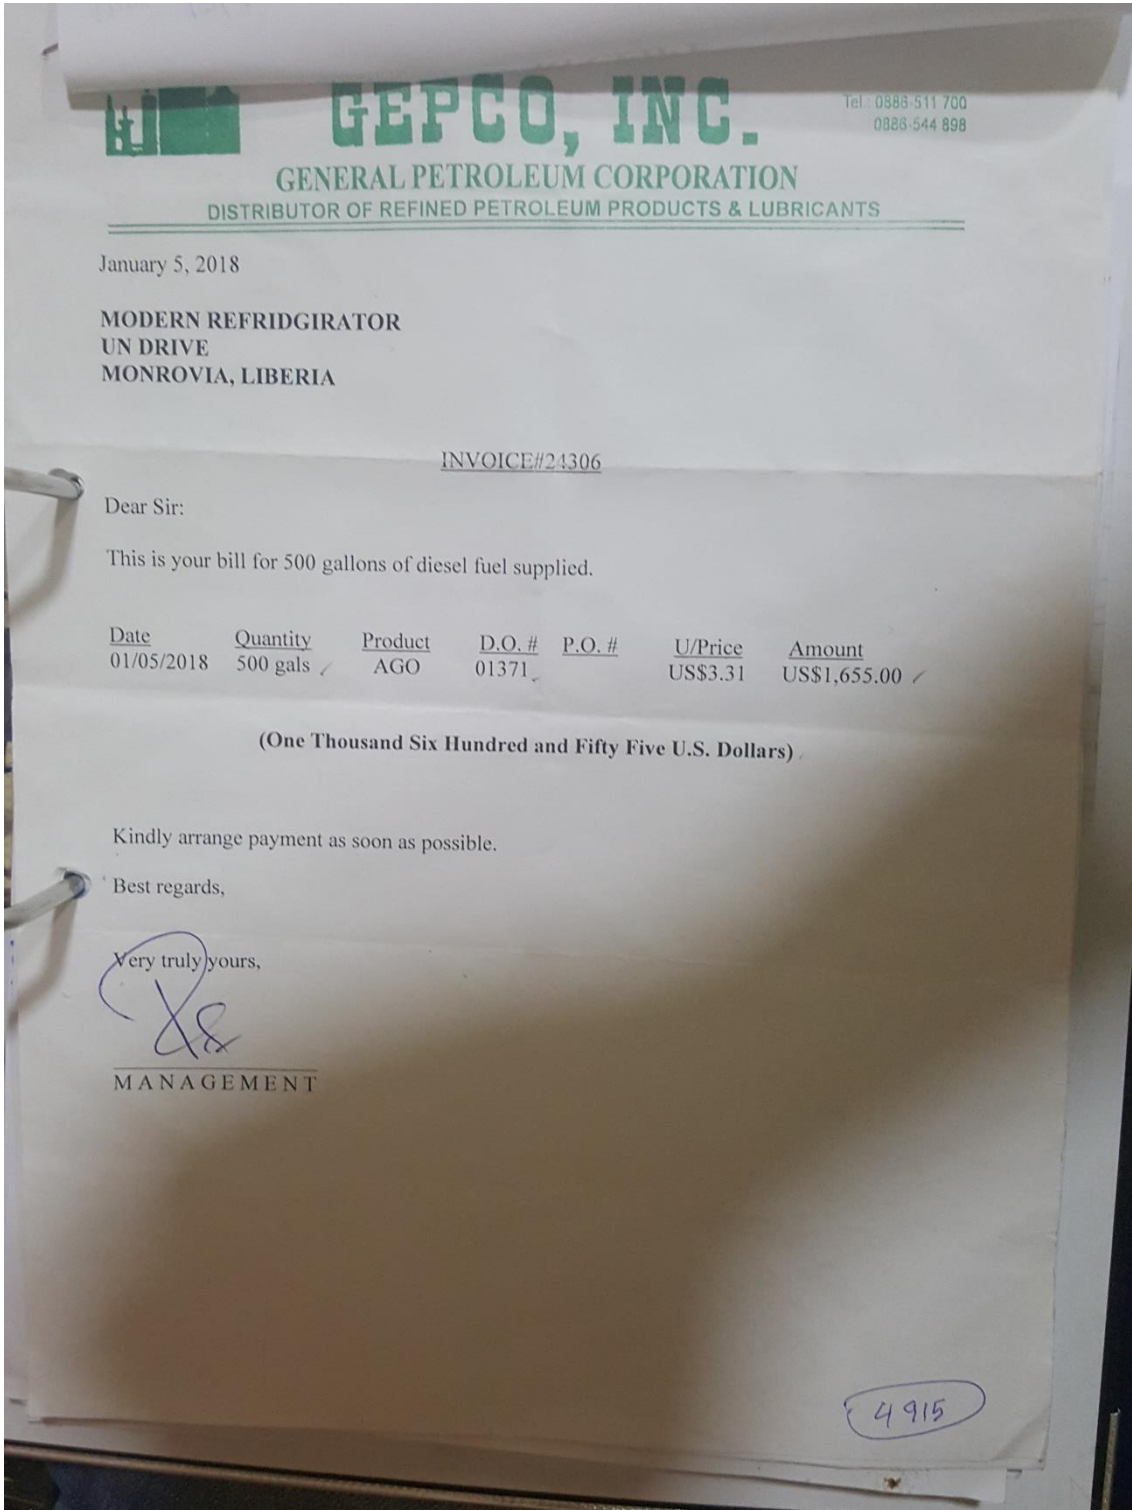 GEPCO, INC.
Tel.: 0886-511 700
0886-544 898
GENERAL PETROLEUM CORPORATION
DISTRIBUTOR OF REFINED PETROLEUM PRODUCTS & LUBRICANTS
January 5, 2018
MODERN REFRIDGIRATOR
UN DRIVE
MONROVIA, LIBERIA
INVOICE#24306
Dear Sir:
This is your bill for 500 gallons of diesel fuel supplied.
Date Quantity Product D.O. # P.O. # U/Price Amount
01/05/2018 500 gals AGO 01371 US$3.31 US$1,655.00
(One Thousand Six Hundred and Fifty Five U.S. Dollars)
Kindly arrange payment as soon as possible.
Best regards,
Very truly yours,
MANAGEMENT
4915